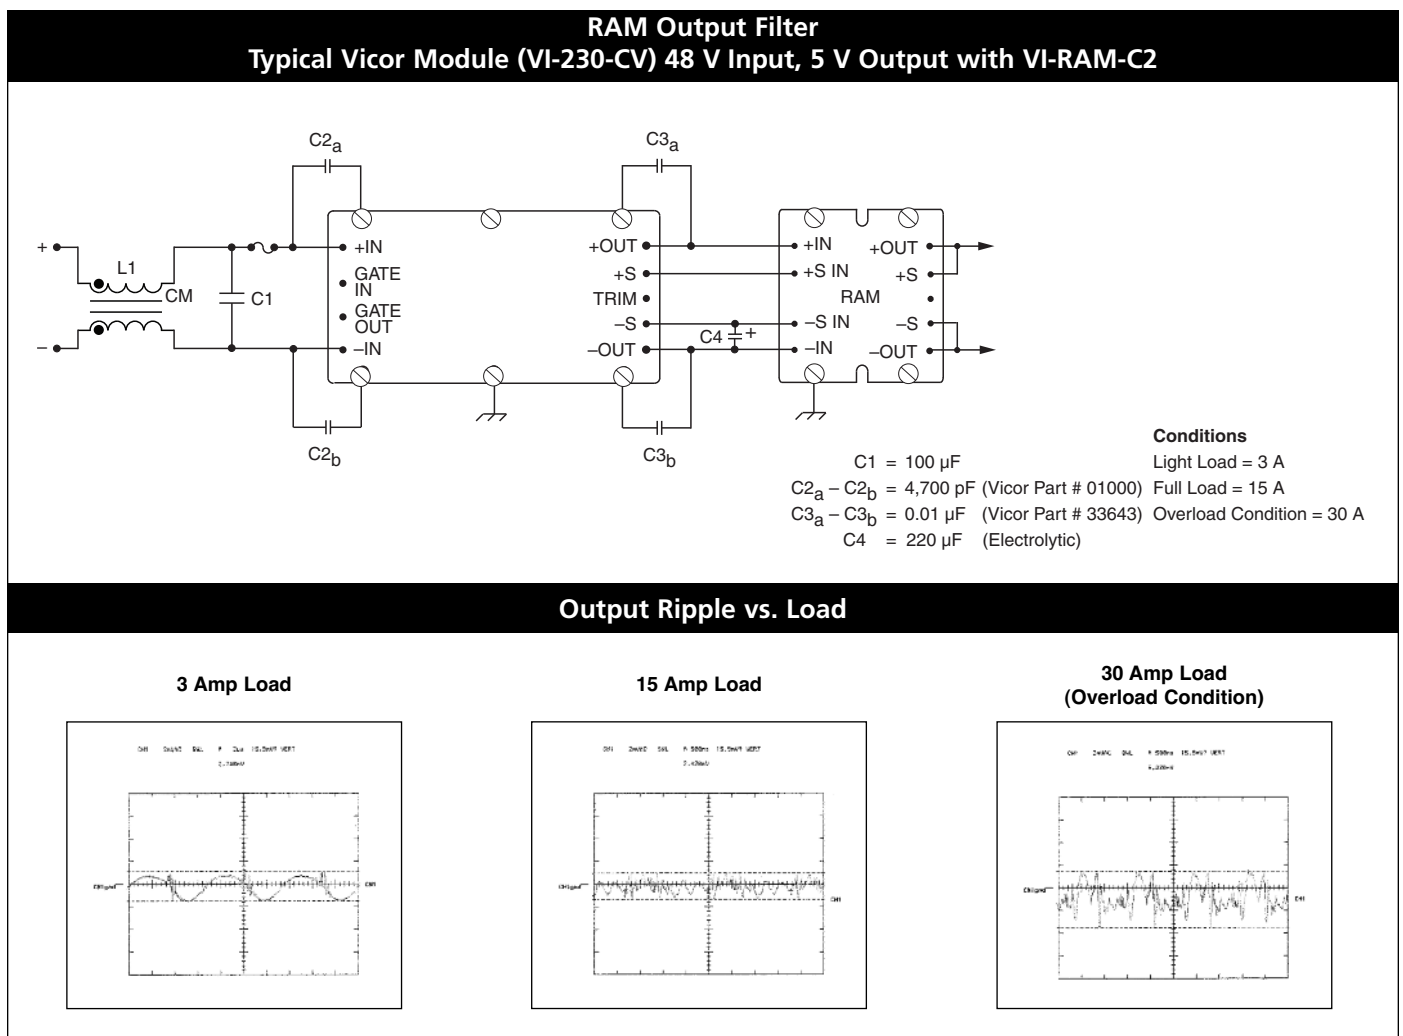 RAM Output Filter
Typical Vicor Module (VI-230-CV) 48 V Input, 5 V Output with VI-RAM-C2
C2a
C3a
+
L1
CM
C1
–
+IN
GATE IN
GATE OUT
–IN
+OUT
+S
TRIM
–S
–OUT
C4
+
+IN
+S IN
RAM
–S IN
–IN
+OUT
+S
–S
–OUT
C2b
C3b
C1 = 100 µF
C2a – C2b = 4,700 pF (Vicor Part # 01000)
C3a – C3b = 0.01 µF (Vicor Part # 33643)
C4 = 220 µF (Electrolytic)
Conditions
Light Load = 3 A
Full Load = 15 A
Overload Condition = 30 A
Output Ripple vs. Load
3 Amp Load
15 Amp Load
30 Amp Load
(Overload Condition)